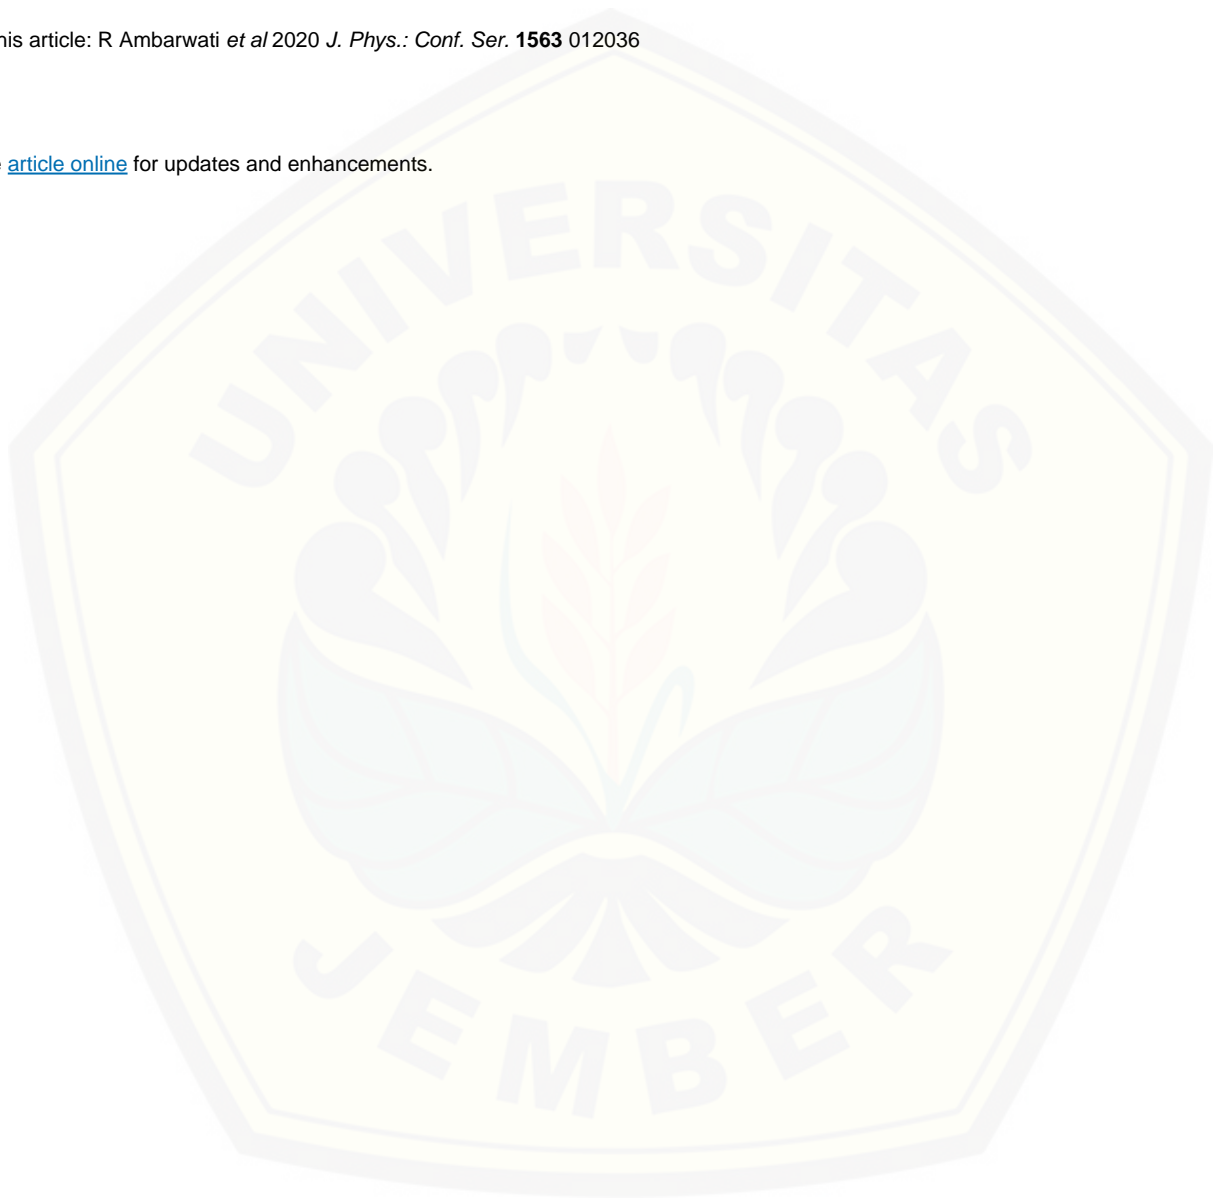 his article: R Ambarwati et al 2020 J. Phys.: Conf. Ser. 1563 012036
article online for updates and enhancements.
UNIVERSITAS
JEMBER